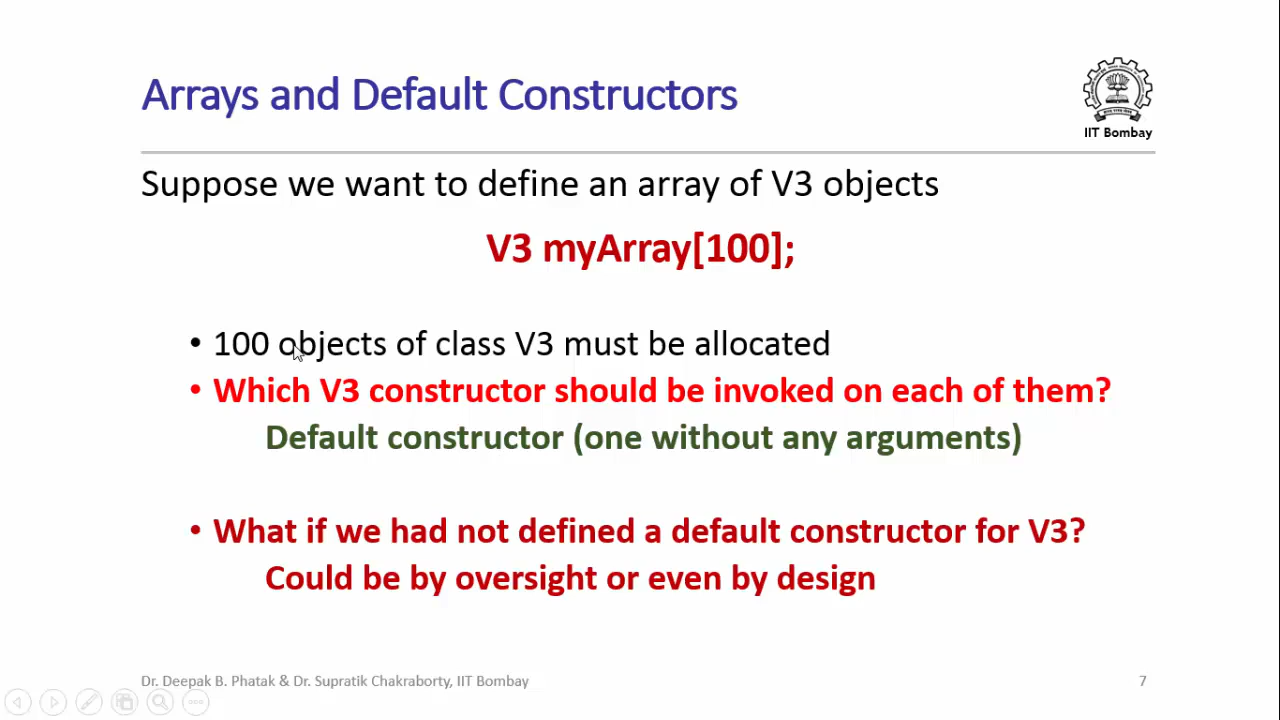 Arrays and Default Constructors
IIT Bombay
Suppose we want to define an array of V3 objects
V3 myArray[100];
• 100 objects of class V3 must be allocated
• Which V3 constructor should be invoked on each of them?
Default constructor (one without any arguments)
• What if we had not defined a default constructor for V3?
Could be by oversight or even by design
Dr. Deepak B. Phatak & Dr. Supratik Chakraborty, IIT Bombay
7